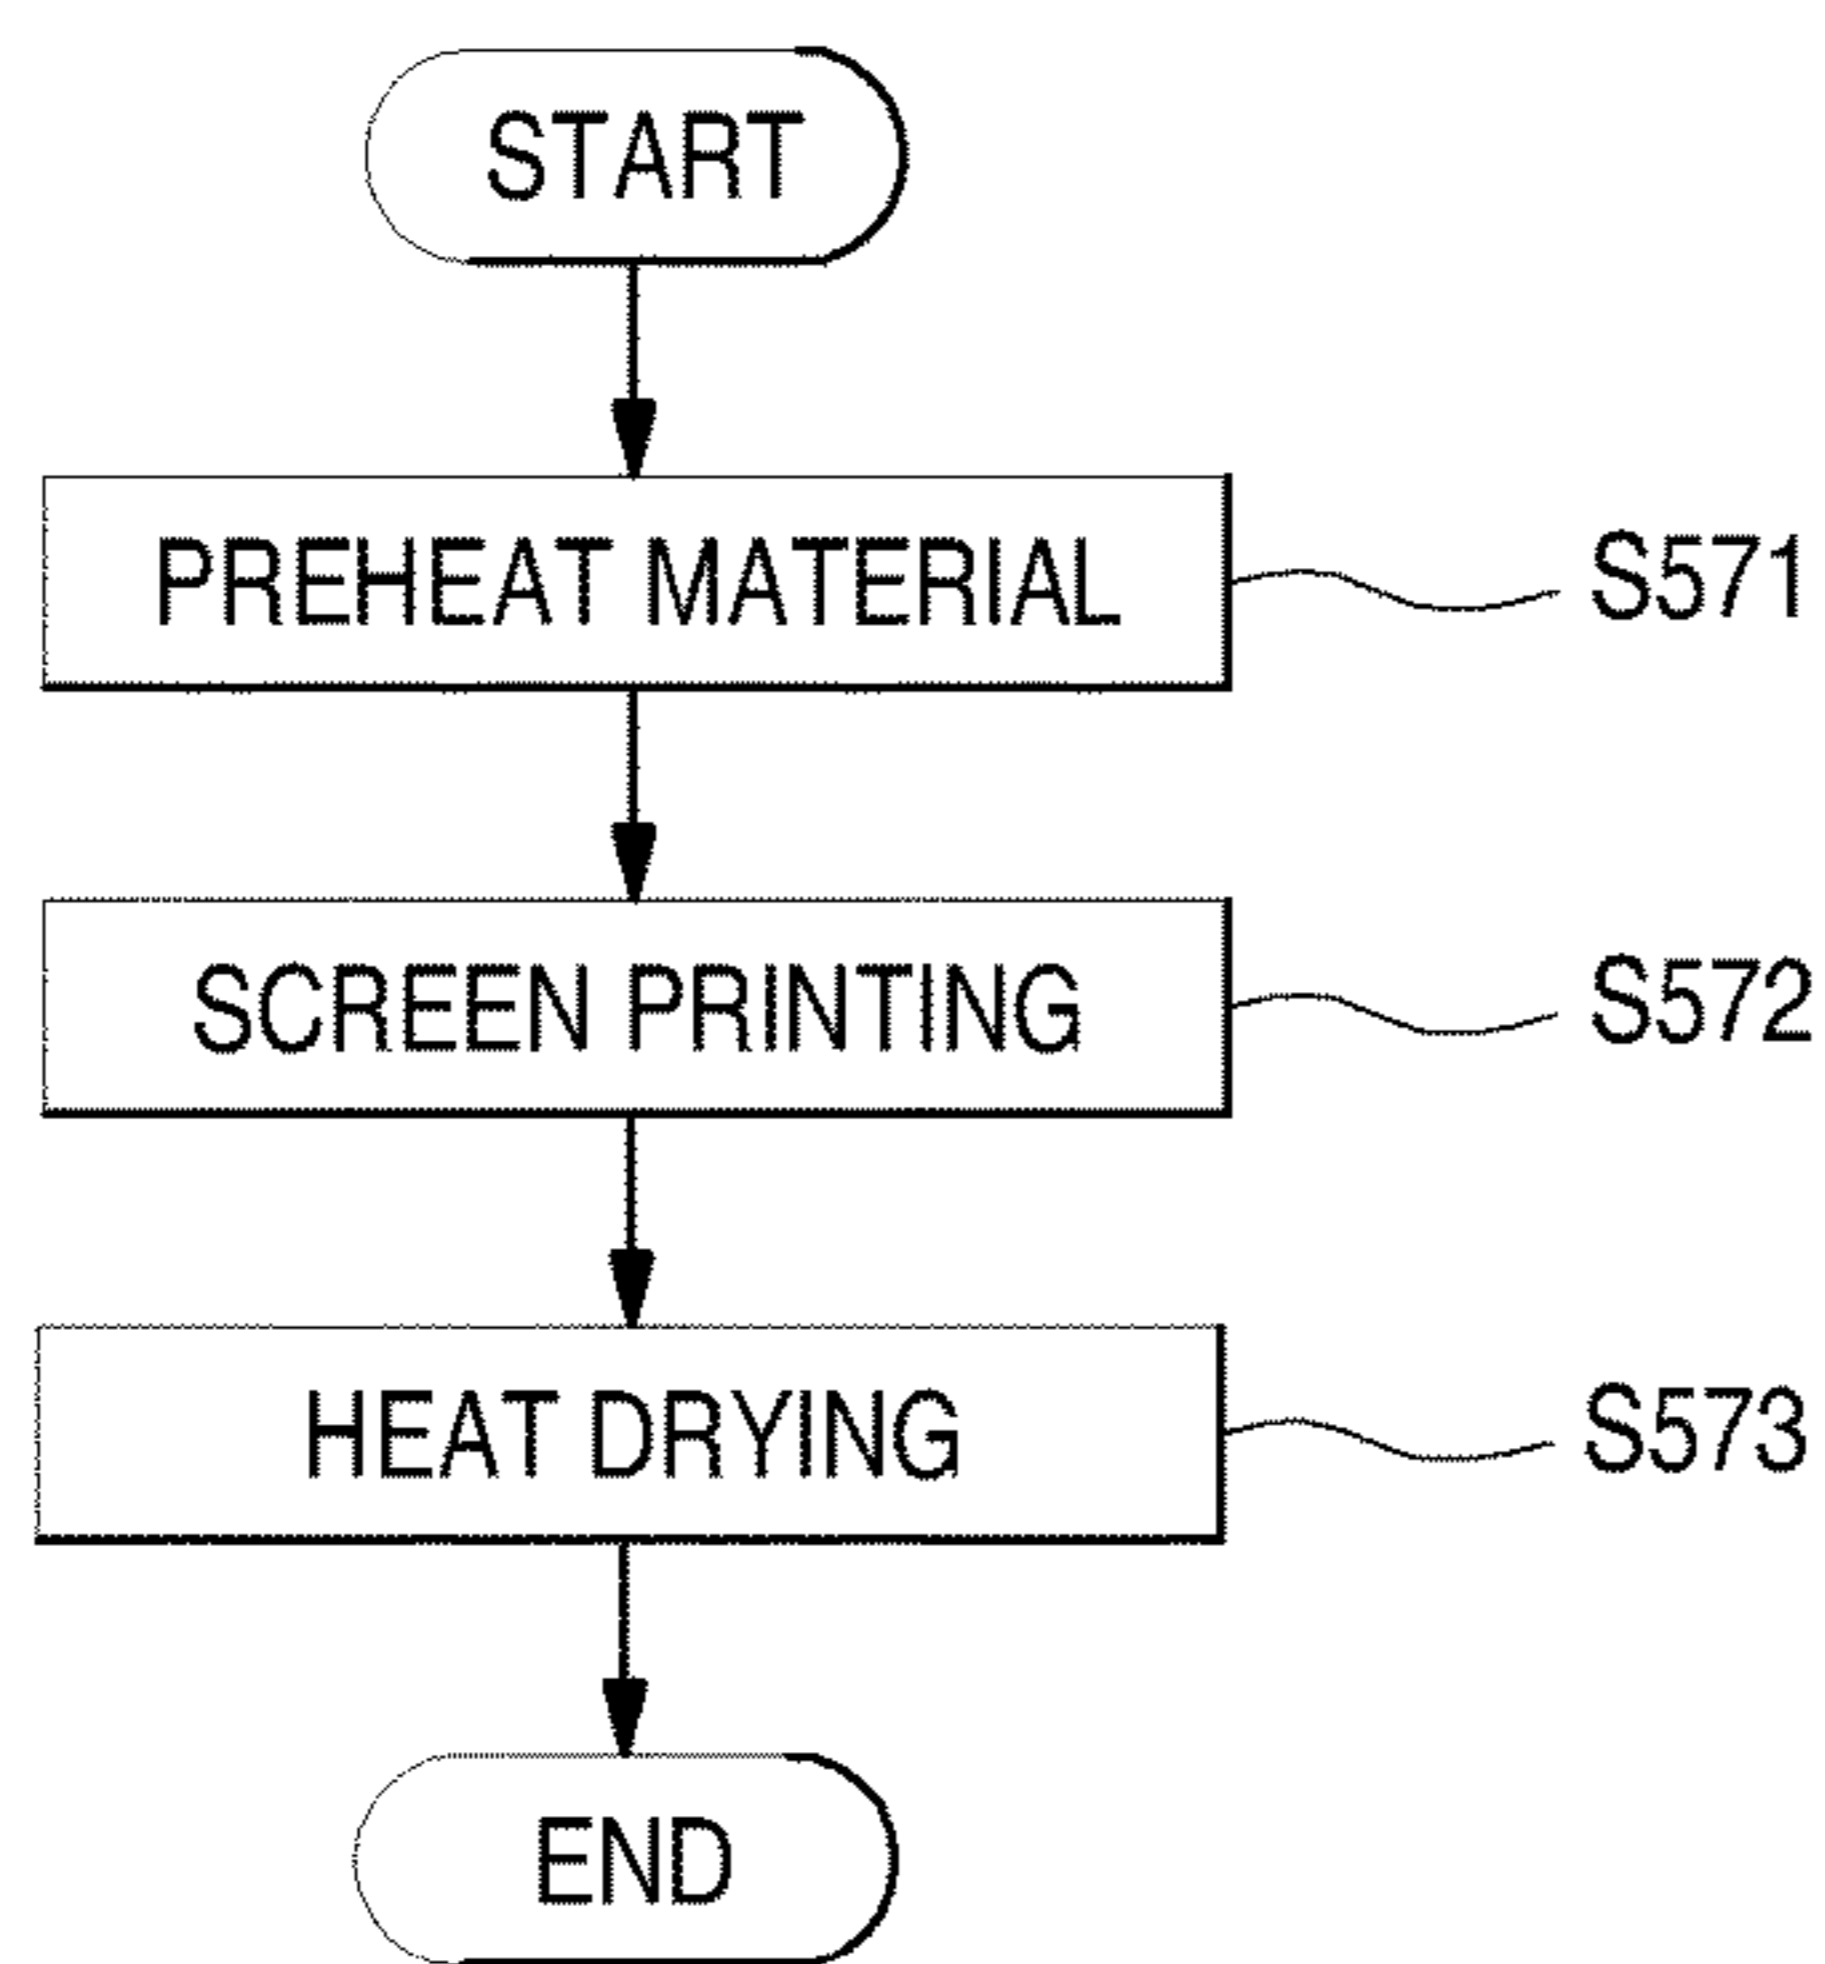 START
PREHEAT MATERIAL
S571
SCREEN PRINTING
S572
HEAT DRYING
S573
END